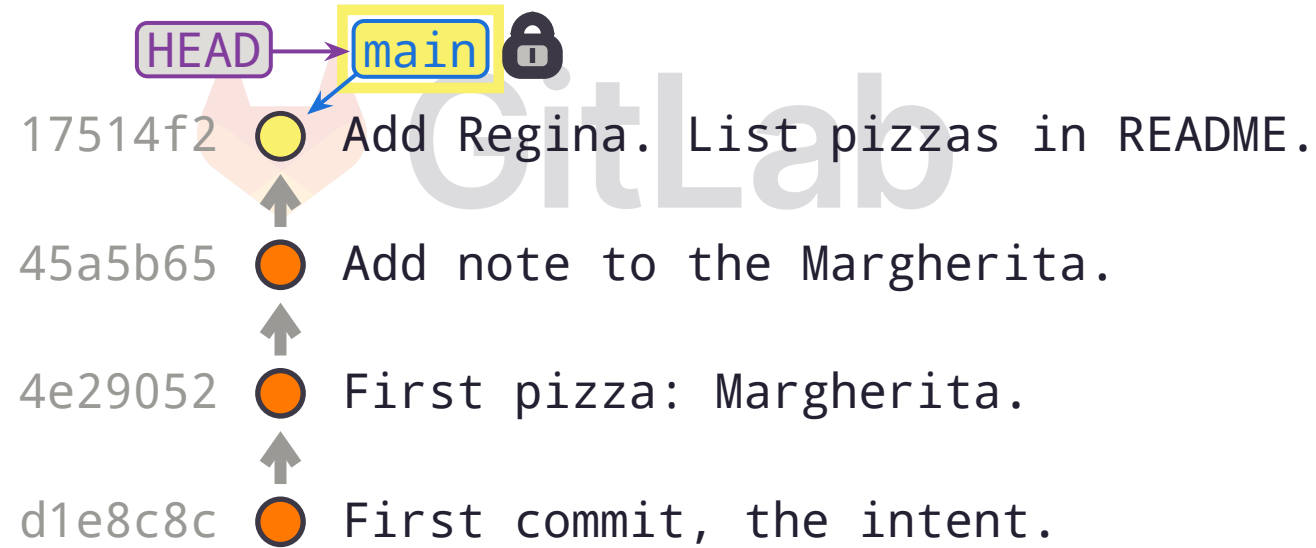 HEAD main
GitLab
17514f2 Add Regina. List pizzas in README.
45a5b65 Add note to the Margherita.
4e29052 First pizza: Margherita.
d1e8c8c First commit, the intent.